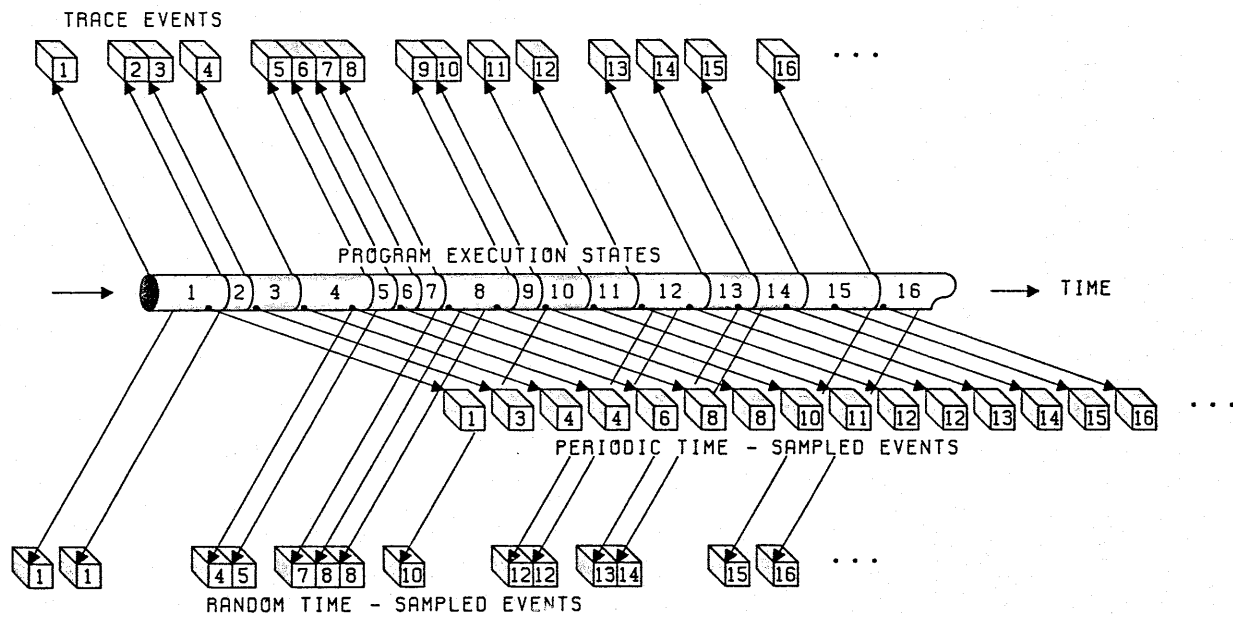 TRACE EVENTS
1 2 3 4 5 6 7 8 9 10 11 12 13 14 15 16 . . .
PROGRAM EXECUTION STATES
1 2 3 4 5 6 7 8 9 10 11 12 13 14 15 16 TIME
1 3 4 4 6 8 8 10 11 12 12 13 14 15 16 . . .
PERIODIC TIME - SAMPLED EVENTS
1 1 4 5 7 8 8 10 12 12 13 14 15 16 . . .
RANDOM TIME - SAMPLED EVENTS